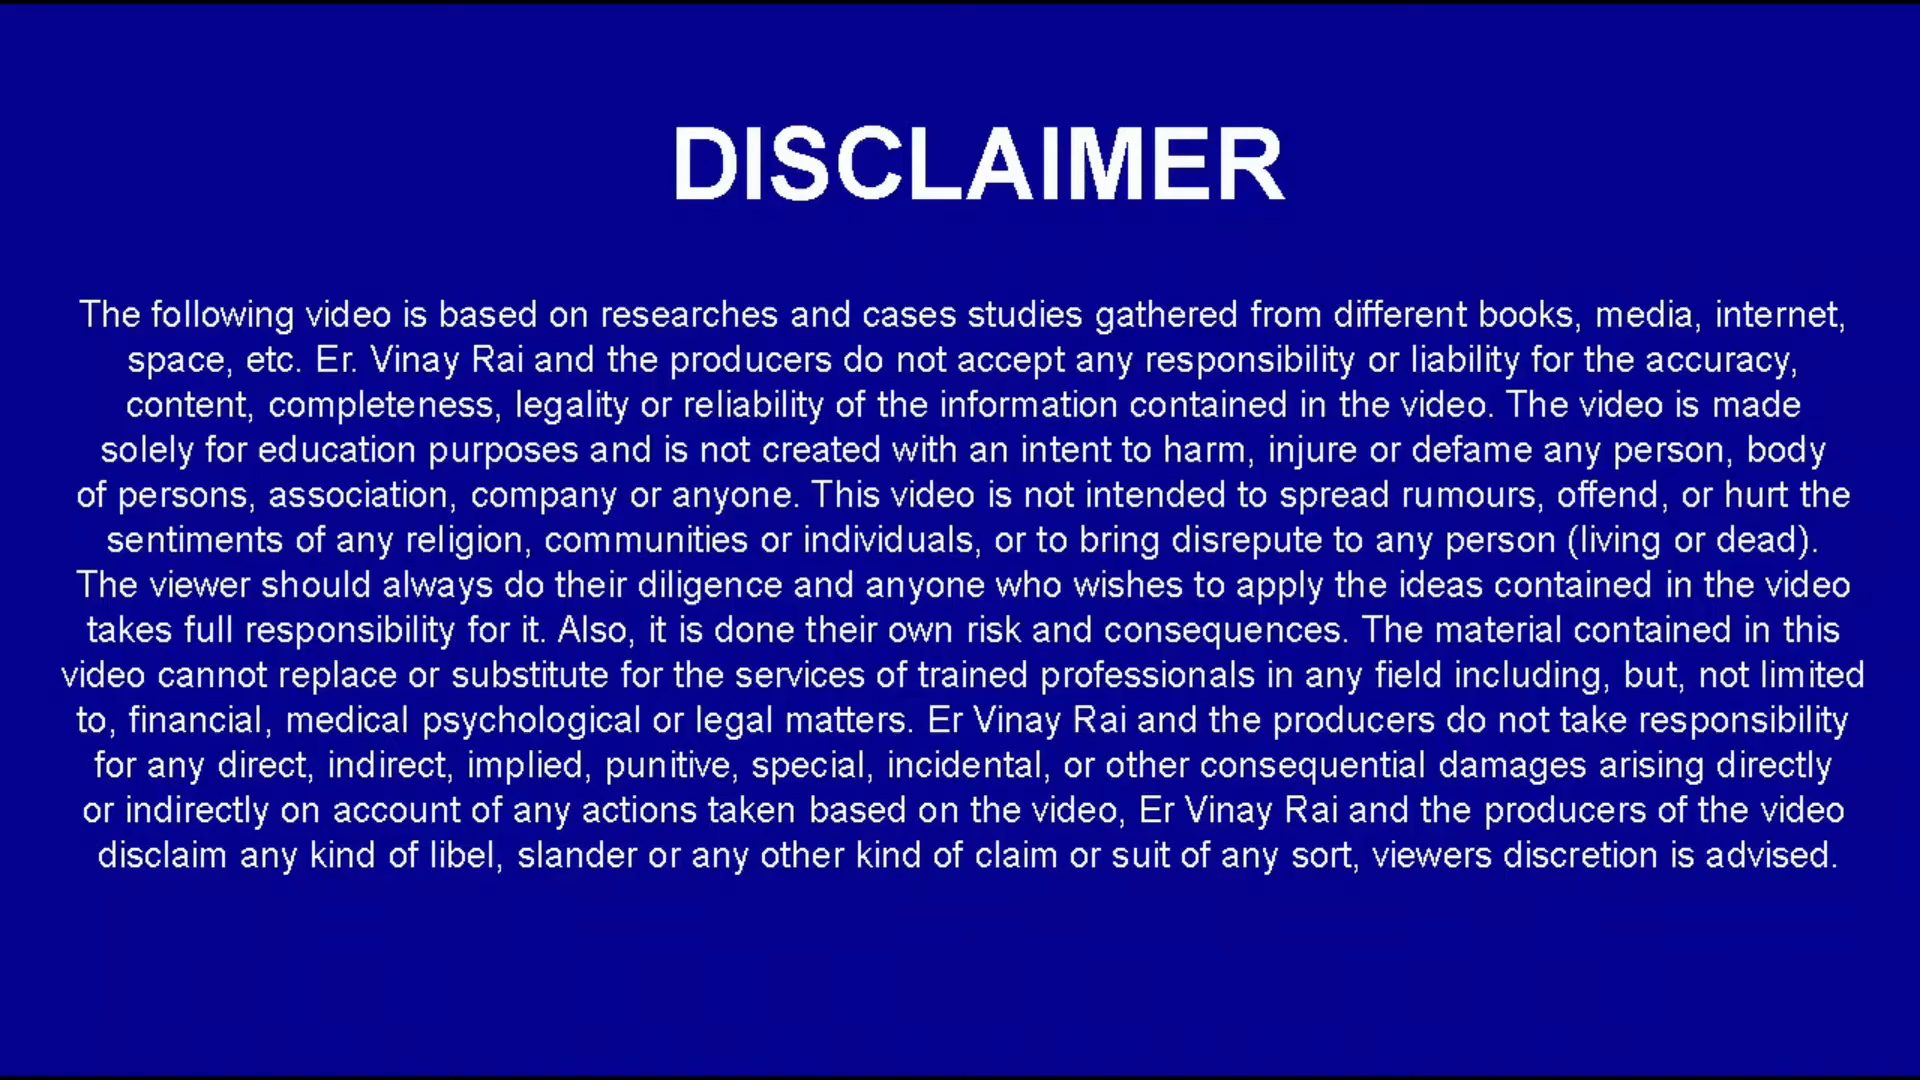 DISCLAIMER
The following video is based on researches and cases studies gathered from different books, media, internet,
space, etc. Er. Vinay Rai and the producers do not accept any responsibility or liability for the accuracy,
content, completeness, legality or reliability of the information contained in the video. The video is made
solely for education purposes and is not created with an intent to harm, injure or defame any person, body
of persons, association, company or anyone. This video is not intended to spread rumours, offend, or hurt the
sentiments of any religion, communities or individuals, or to bring disrepute to any person (living or dead).
The viewer should always do their diligence and anyone who wishes to apply the ideas contained in the video
takes full responsibility for it. Also, it is done their own risk and consequences. The material contained in this
video cannot replace or substitute for the services of trained professionals in any field including, but, not limited
to, financial, medical psychological or legal matters. Er Vinay Rai and the producers do not take responsibility
for any direct, indirect, implied, punitive, special, incidental, or other consequential damages arising directly
or indirectly on account of any actions taken based on the video, Er Vinay Rai and the producers of the video
disclaim any kind of libel, slander or any other kind of claim or suit of any sort, viewers discretion is advised.